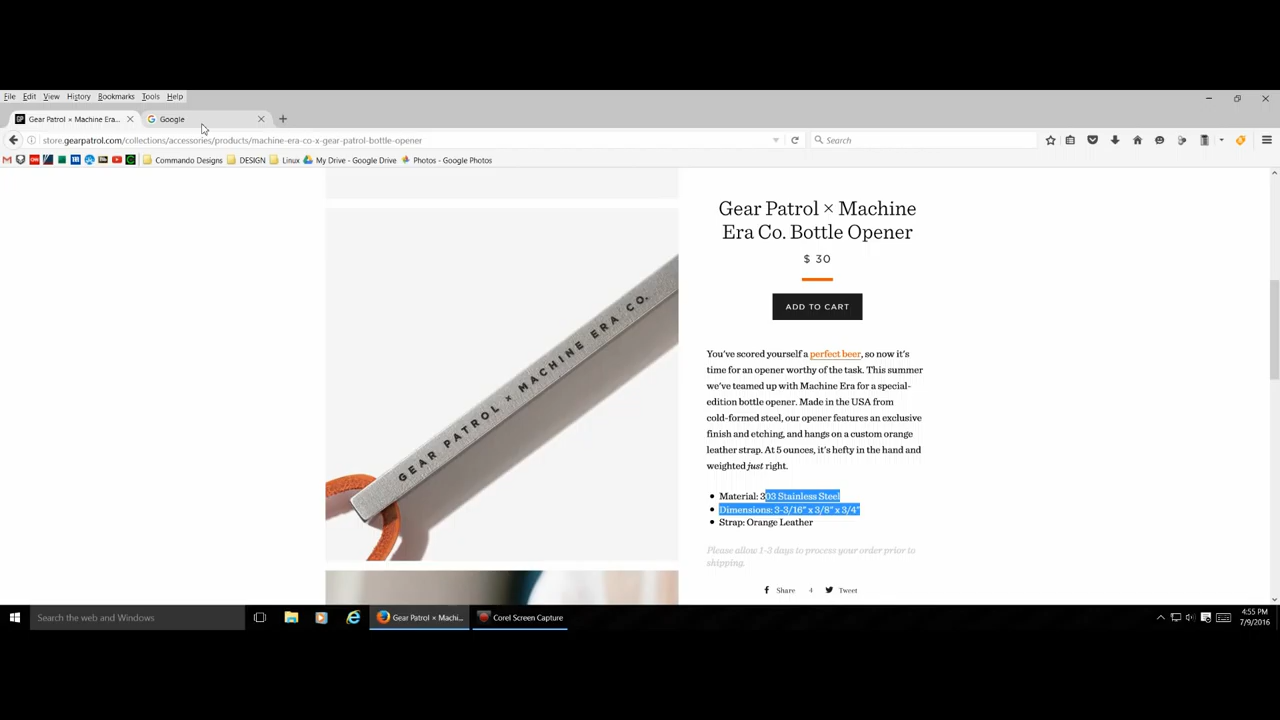 File Edit View History Bookmarks Tools Help
Gear Patrol × Machine Era... Google
store.gearpatrol.com/collections/accessories/products/machine-era-co-x-gear-patrol-bottle-opener Search
Commando Designs DESIGN Linux My Drive - Google Drive Photos - Google Photos
GEAR PATROL × MACHINE ERA CO.
Gear Patrol × Machine
Era Co. Bottle Opener
$ 30
ADD TO CART
You've scored yourself a perfect beer, so now it's
time for an opener worthy of the task. This summer
we've teamed up with Machine Era for a special-
edition bottle opener. Made in the USA from
cold-formed steel, our opener features an exclusive
finish and etching, and hangs on a custom orange
leather strap. At 5 ounces, it's hefty in the hand and
weighted just right.
Material: 303 Stainless Steel
Dimensions: 3-3/16" x 3/8" x 3/4"
Strap: Orange Leather
Please allow 1-3 days to process your order prior to
shipping.
Share 4 Tweet
Search the web and Windows Gear Patrol × Machi... Corel Screen Capture
4:55 PM
7/9/2016